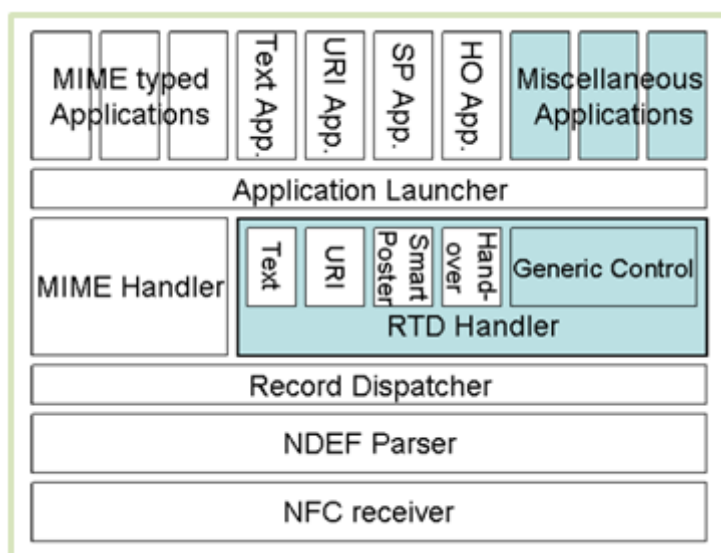 MIME typed
Applications
Text App.
URI App.
SP App.
HO App.
Miscellaneous
Applications
Application Launcher
MIME Handler
Text
URI
Smart
Poster
Hand-
over
Generic Control
RTD Handler
Record Dispatcher
NDEF Parser
NFC receiver